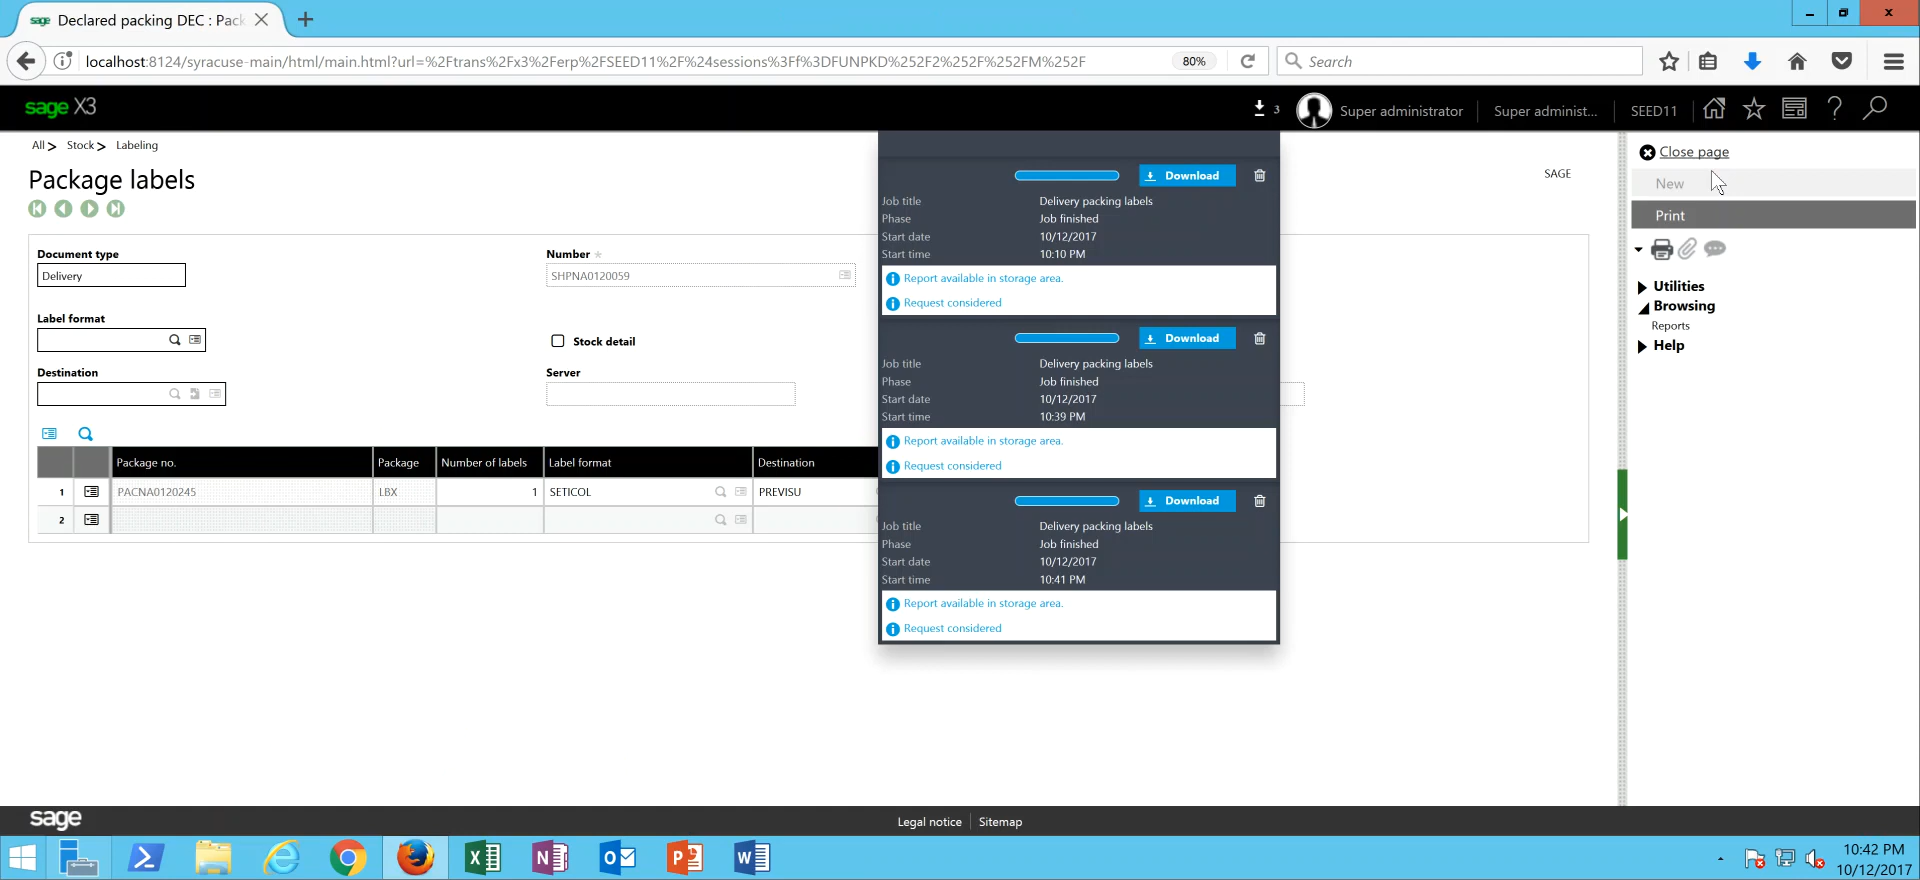 sage Declared packing DEC : Pack
localhost:8124/syracuse-main/html/main.html?url=%2Ftrans%2Fx3%2Ferp%2FSEED11%2F%24sessions%3Ff%3DFUNPKD%252F2%252F%252FM%252F
80%
Search
sage X3
3
Super administrator
Super administ...
SEED11
All > Stock > Labeling
Package labels
SAGE
Close page
New
Print
Utilities
Browsing
Reports
Help
Document type
Delivery
Number *
SHPNA0120059
Label format
Stock detail
Destination
Server
Package no. Package Number of labels Label format Destination
1 PACNA0120245 LBX 1 SETICOL PREVISU
2
Download
Job title Delivery packing labels
Phase Job finished
Start date 10/12/2017
Start time 10:10 PM
Report available in storage area.
Request considered
Download
Job title Delivery packing labels
Phase Job finished
Start date 10/12/2017
Start time 10:39 PM
Report available in storage area.
Request considered
Download
Job title Delivery packing labels
Phase Job finished
Start date 10/12/2017
Start time 10:41 PM
Report available in storage area.
Request considered
sage
Legal notice Sitemap
10:42 PM
10/12/2017